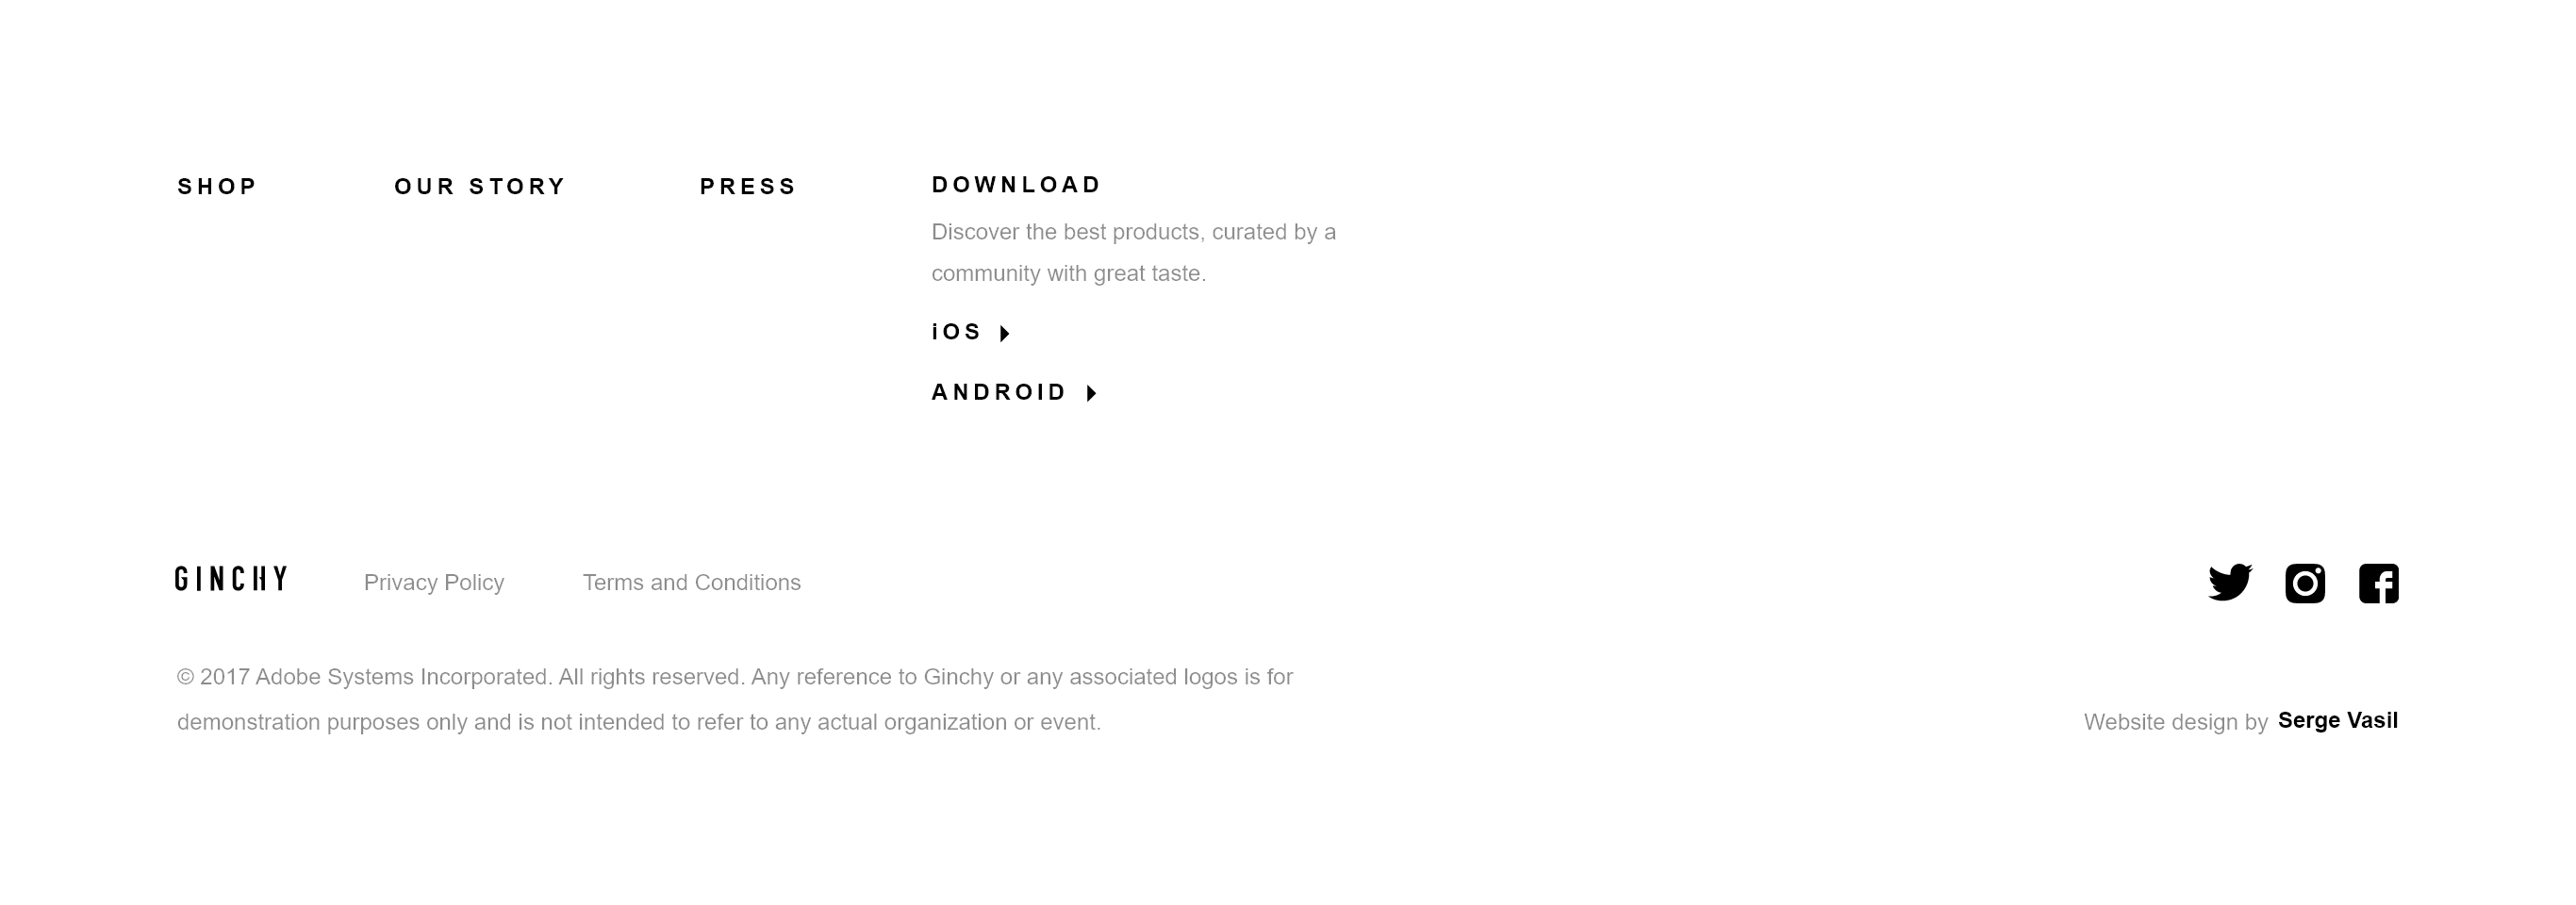 SHOP
OUR STORY
PRESS
DOWNLOAD
Discover the best products, curated by a
community with great taste.
iOS
ANDROID
GINCHY
Privacy Policy
Terms and Conditions
© 2017 Adobe Systems Incorporated. All rights reserved. Any reference to Ginchy or any associated logos is for
demonstration purposes only and is not intended to refer to any actual organization or event.
Website design by Serge Vasil